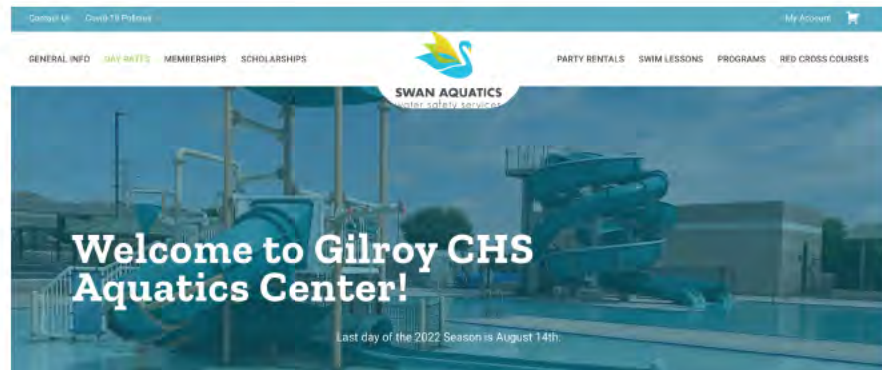 Contact Us Covid-19 Policies My Account
GENERAL INFO DAY RATES MEMBERSHIPS SCHOLARSHIPS PARTY RENTALS SWIM LESSONS PROGRAMS RED CROSS COURSES
SWAN AQUATICS
water safety services
Welcome to Gilroy CHS
Aquatics Center!
Last day of the 2022 Season is August 14th.